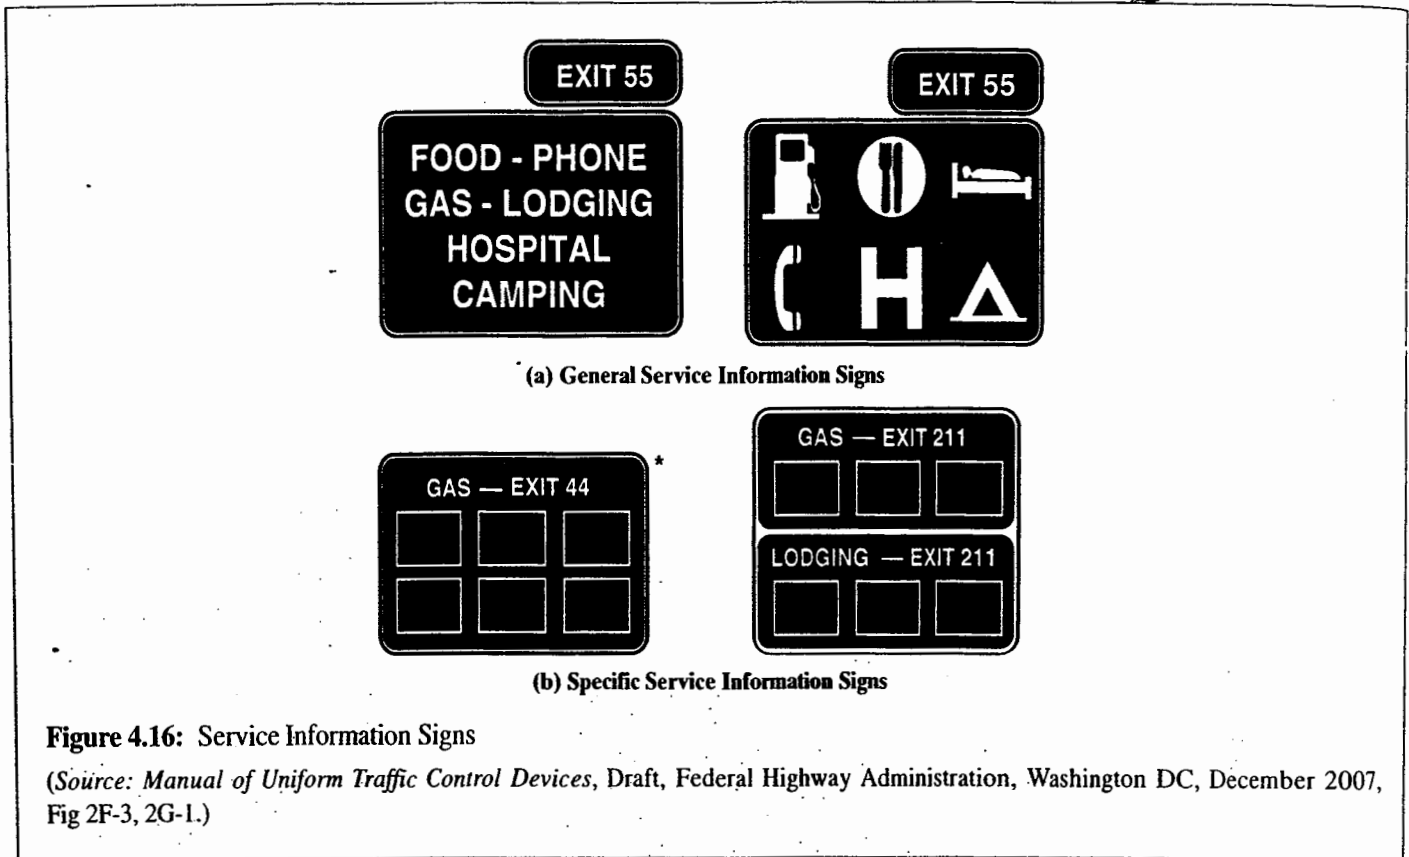 EXIT 55
FOOD - PHONE
GAS - LODGING
HOSPITAL
CAMPING
EXIT 55
H
(a) General Service Information Signs
GAS — EXIT 44
*
GAS — EXIT 211
LODGING — EXIT 211
(b) Specific Service Information Signs
Figure 4.16: Service Information Signs
(Source: Manual of Uniform Traffic Control Devices, Draft, Federal Highway Administration, Washington DC, December 2007,
Fig 2F-3, 2G-1.)